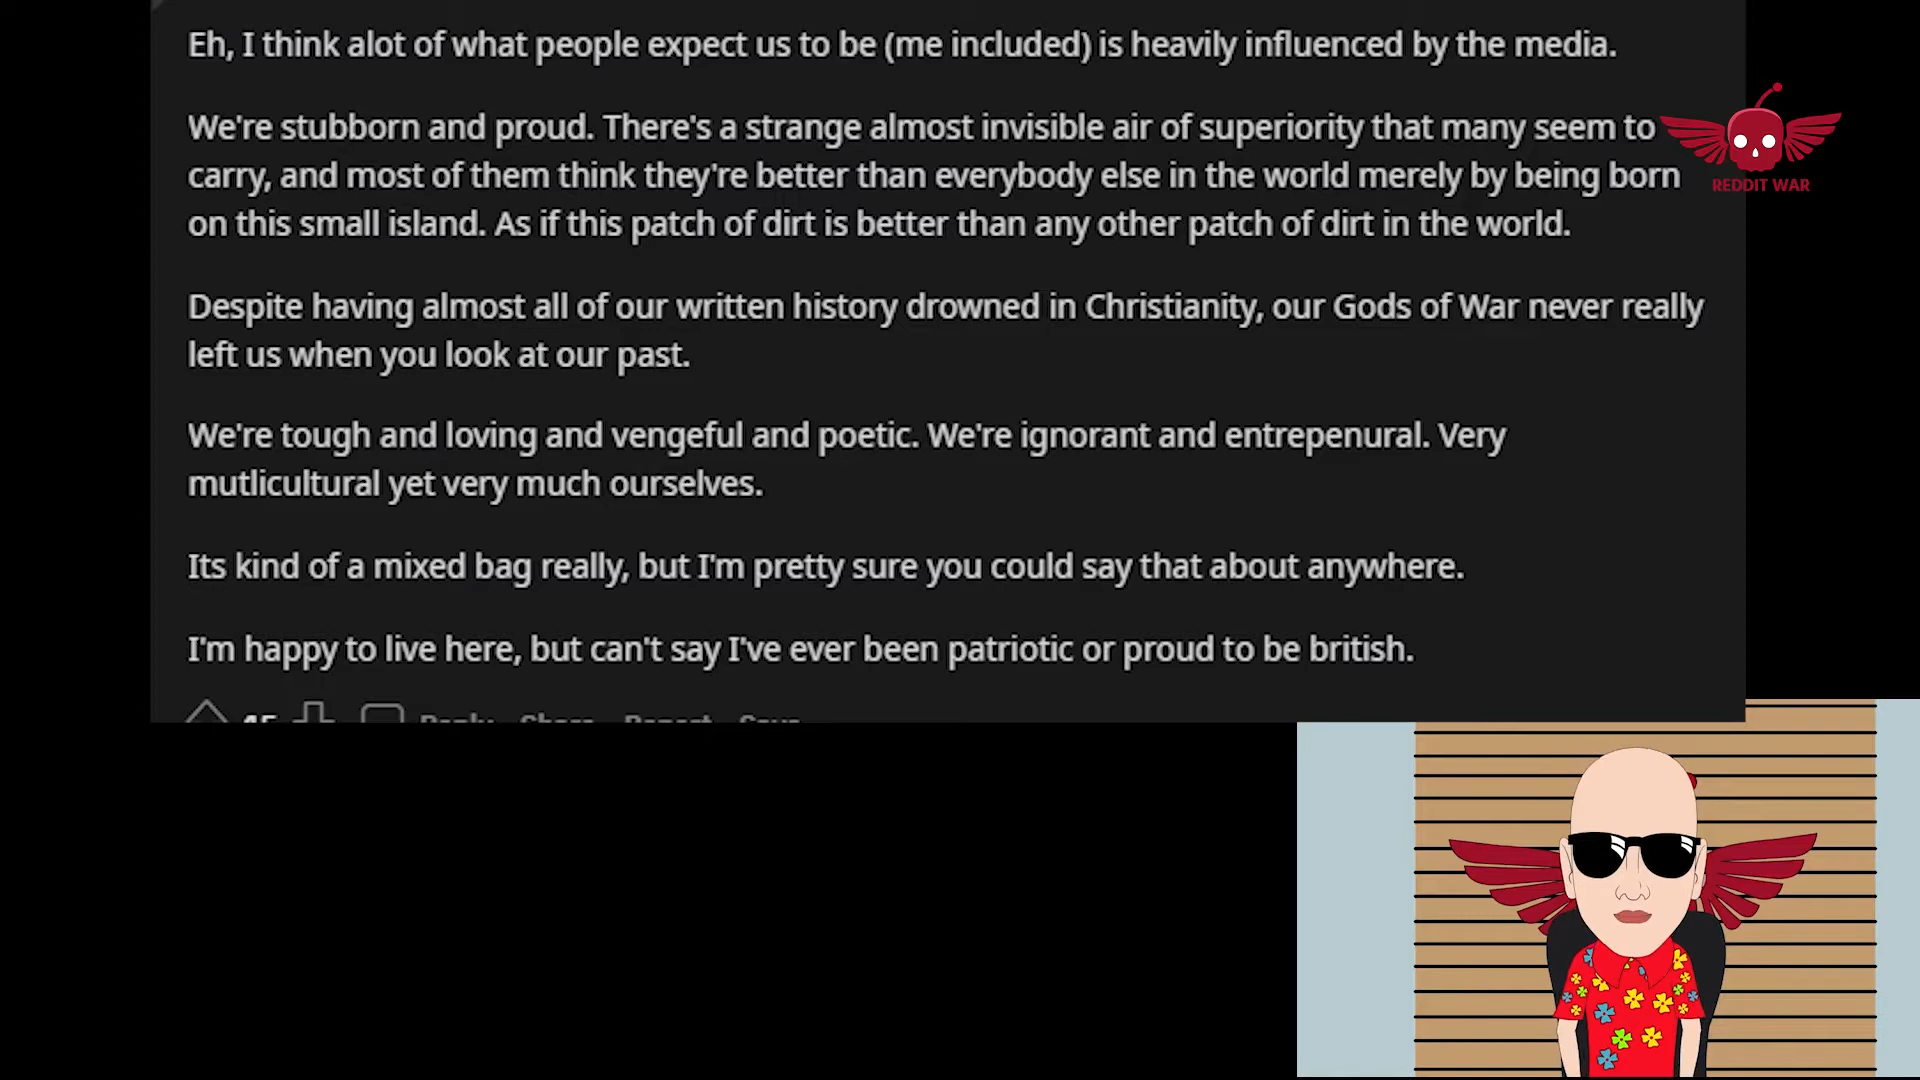 Eh, I think alot of what people expect us to be (me included) is heavily influenced by the media.
We're stubborn and proud. There's a strange almost invisible air of superiority that many seem to
carry, and most of them think they're better than everybody else in the world merely by being born
on this small island. As if this patch of dirt is better than any other patch of dirt in the world.
REDDIT WAR
Despite having almost all of our written history drowned in Christianity, our Gods of War never really
left us when you look at our past.
We're tough and loving and vengeful and poetic. We're ignorant and entrepenural. Very
mutlicultural yet very much ourselves.
Its kind of a mixed bag really, but I'm pretty sure you could say that about anywhere.
I'm happy to live here, but can't say I've ever been patriotic or proud to be british.
45 Reply Share Report Save